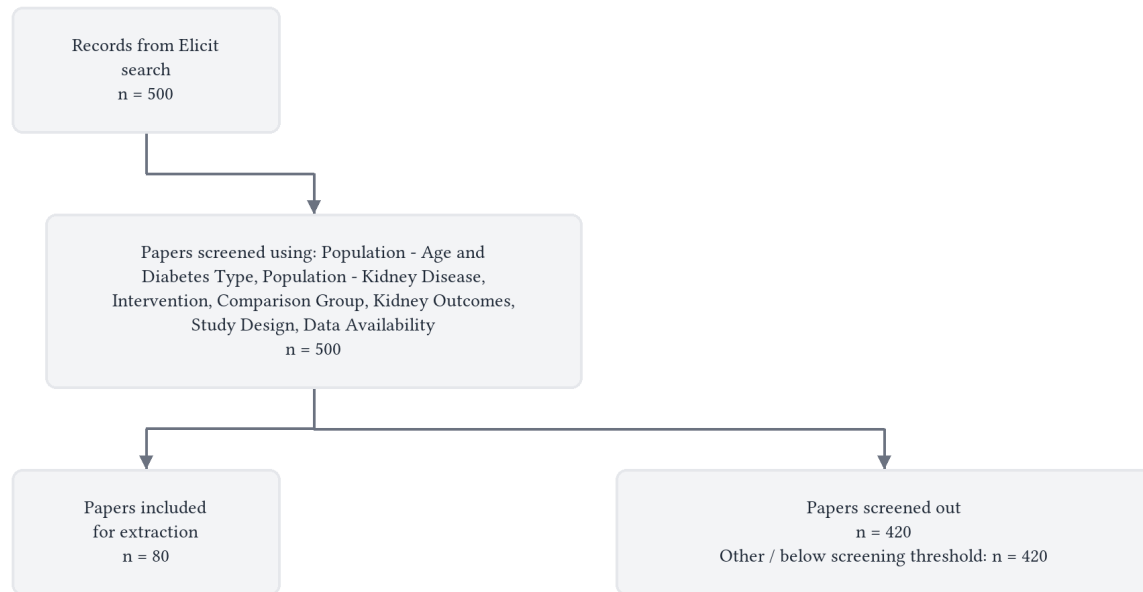 Records from Elicit
search
n = 500
Papers screened using: Population - Age and
Diabetes Type, Population - Kidney Disease,
Intervention, Comparison Group, Kidney Outcomes,
Study Design, Data Availability
n = 500
Papers included
for extraction
n = 80
Papers screened out
n = 420
Other / below screening threshold: n = 420